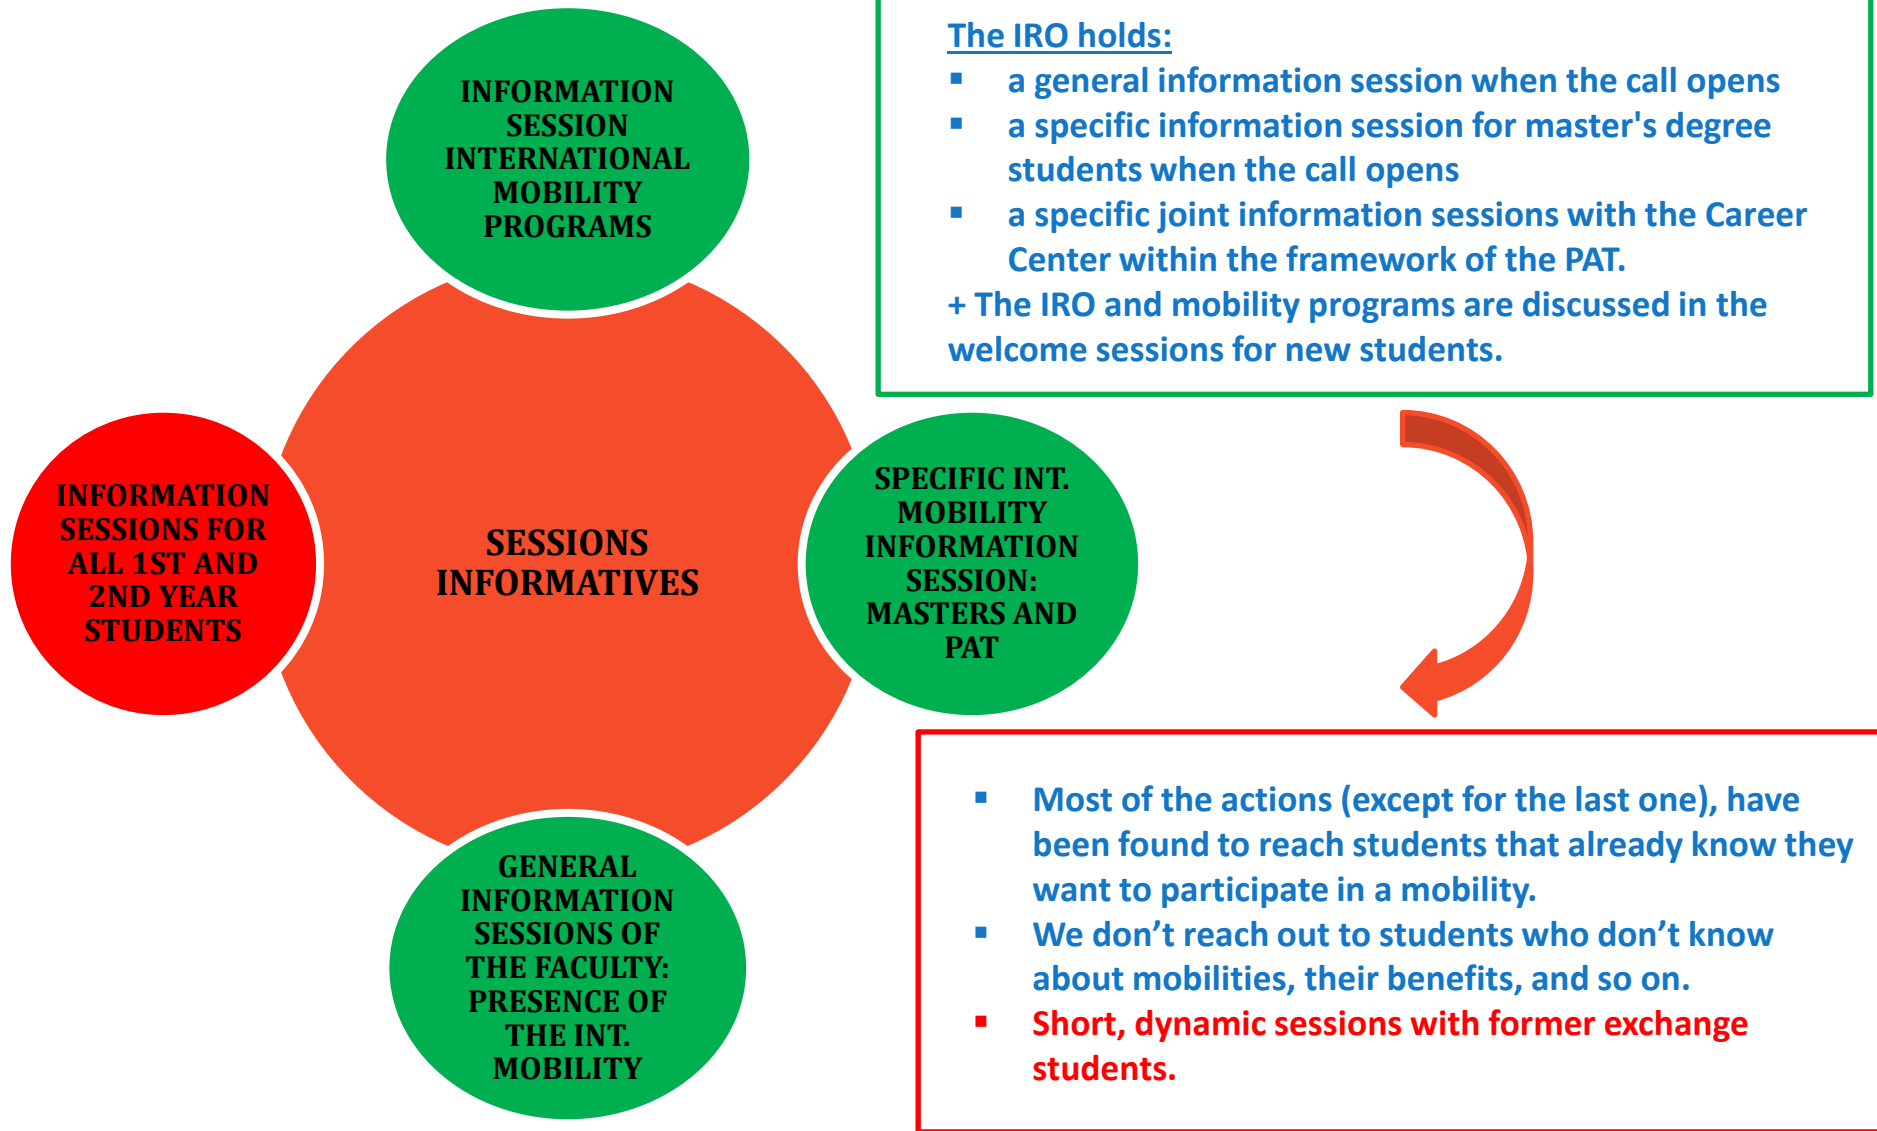 INFORMATION
SESSION
INTERNATIONAL
MOBILITY
PROGRAMS
INFORMATION
SESSIONS FOR
ALL 1ST AND
2ND YEAR
STUDENTS
SESSIONS
INFORMATIVES
SPECIFIC INT.
MOBILITY
INFORMATION
SESSION:
MASTERS AND
PAT
GENERAL
INFORMATION
SESSIONS OF
THE FACULTY:
PRESENCE OF
THE INT.
MOBILITY
The IRO holds:
▪ a general information session when the call opens
▪ a specific information session for master's degree
students when the call opens
▪ a specific joint information sessions with the Career
Center within the framework of the PAT.
+ The IRO and mobility programs are discussed in the
welcome sessions for new students.
▪ Most of the actions (except for the last one), have
been found to reach students that already know they
want to participate in a mobility.
▪ We don’t reach out to students who don’t know
about mobilities, their benefits, and so on.
▪ Short, dynamic sessions with former exchange
students.